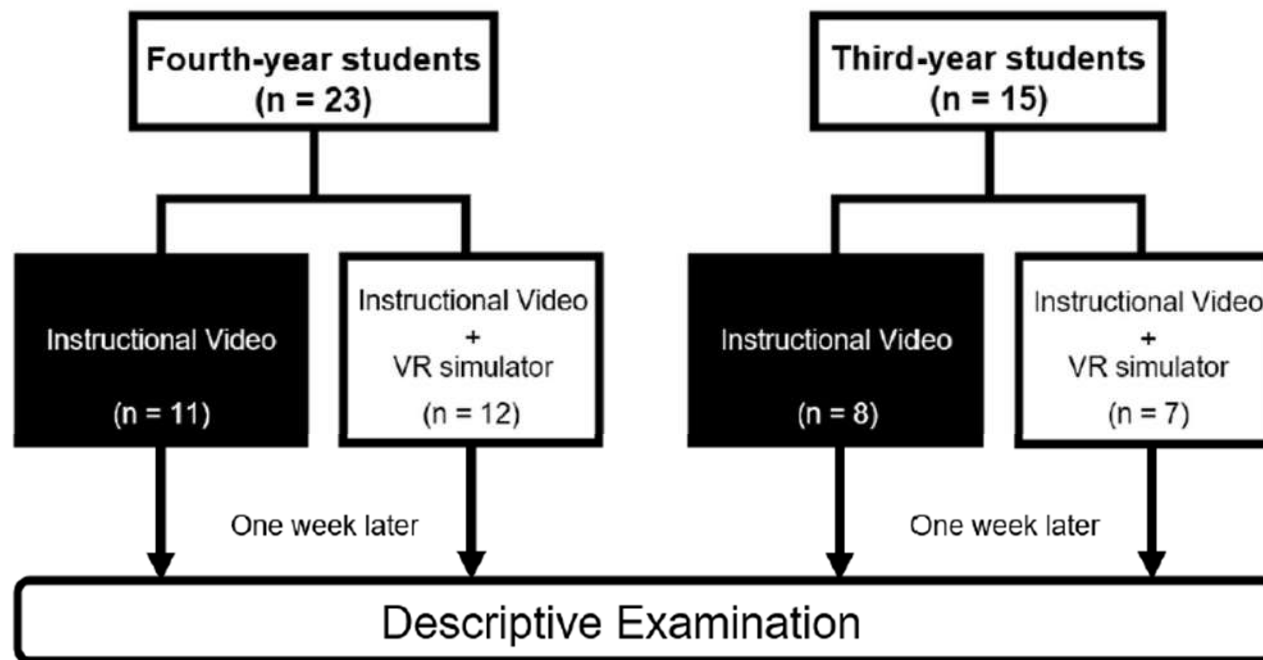 Fourth-year students
(n = 23)
Third-year students
(n = 15)
Instructional Video
(n = 11)
Instructional Video
+
VR simulator
(n = 12)
Instructional Video
(n = 8)
Instructional Video
+
VR simulator
(n = 7)
One week later
One week later
Descriptive Examination